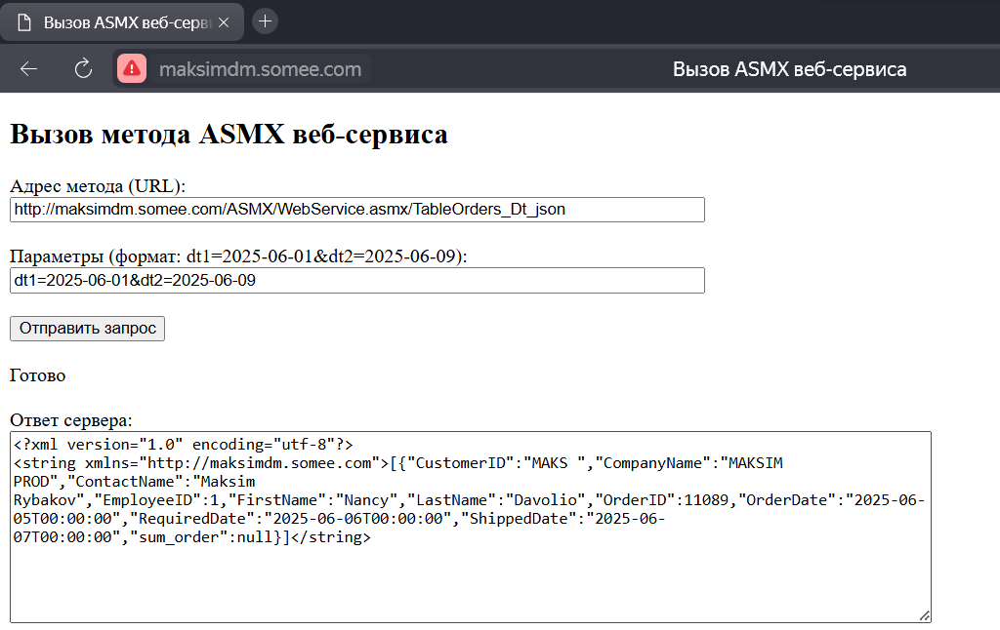 Вызов ASMX веб-серв
maksimdm.somee.com
Вызов ASMX веб-сервиса
Вызов метода ASMX веб-сервиса
Адрес метода (URL):
http://maksimdm.somee.com/ASMX/WebService.asmx/TableOrders_Dt_json
Параметры (формат: dt1=2025-06-01&dt2=2025-06-09):
dt1=2025-06-01&dt2=2025-06-09
Отправить запрос
Готово
Ответ сервера:
<?xml version="1.0" encoding="utf-8"?>
<string xmlns="http://maksimdm.somee.com">[{"CustomerID":"MAKS ","CompanyName":"MAKSIM
PROD","ContactName":"Maksim
Rybakov","EmployeeID":1,"FirstName":"Nancy","LastName":"Davolio","OrderID":11089,"OrderDate":"2025-06-
05T00:00:00","RequiredDate":"2025-06-06T00:00:00","ShippedDate":"2025-06-
07T00:00:00","sum_order":null}]</string>